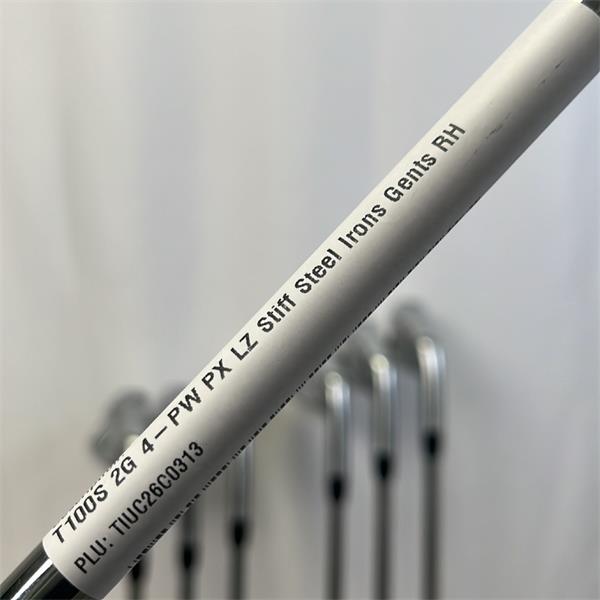 T100S 2G 4-PW PX LZ Stiff Steel Irons Gents RH
PLU: TIUC26C0313